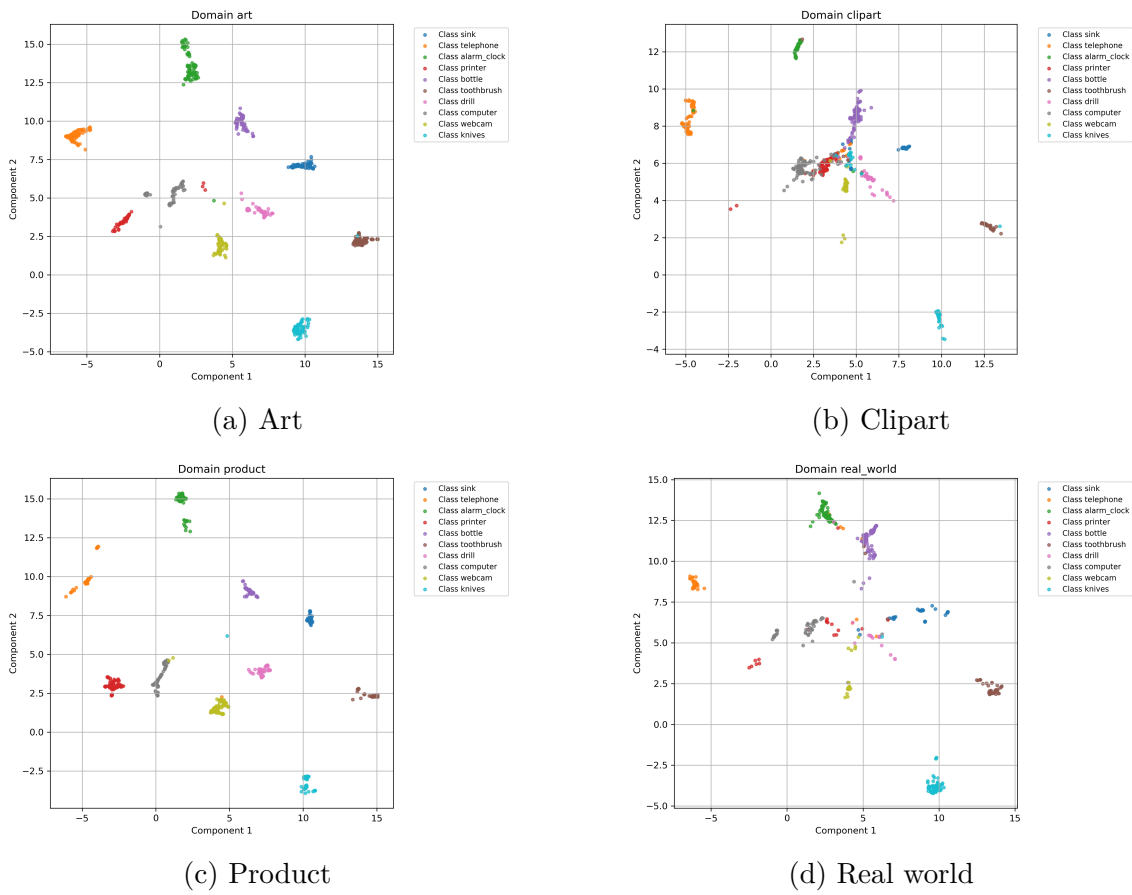 Domain art
15.0
12.5
10.0
7.5
5.0
2.5
0.0
−2.5
−5.0
Component 2
−5
0
5
10
15
Component 1
Class sink
Class telephone
Class alarm_clock
Class printer
Class bottle
Class toothbrush
Class drill
Class computer
Class webcam
Class knives
(a) Art
Domain clipart
12
10
8
6
4
2
0
−2
−4
Component 2
−5.0
−2.5
0.0
2.5
5.0
7.5
10.0
12.5
Component 1
Class sink
Class telephone
Class alarm_clock
Class printer
Class bottle
Class toothbrush
Class drill
Class computer
Class webcam
Class knives
(b) Clipart
Domain product
15.0
12.5
10.0
7.5
5.0
2.5
0.0
−2.5
Component 2
−5
0
5
10
15
Component 1
Class sink
Class telephone
Class alarm_clock
Class printer
Class bottle
Class toothbrush
Class drill
Class computer
Class webcam
Class knives
(c) Product
Domain real_world
15.0
12.5
10.0
7.5
5.0
2.5
0.0
−2.5
−5.0
Component 2
−5
0
5
10
15
Component 1
Class sink
Class telephone
Class alarm_clock
Class printer
Class bottle
Class toothbrush
Class drill
Class computer
Class webcam
Class knives
(d) Real world